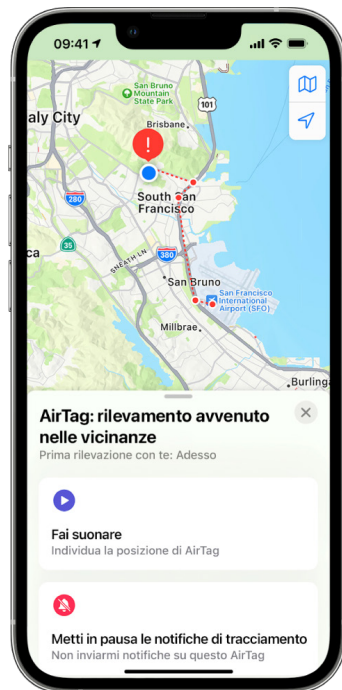 09:41
San Bruno
Mountain
State Park
101
aly City
Brisbane
South San
Francisco
280
35
ca
SNEATH LN
380
San Bruno
San Francisco
International
Airport (SFO)
Millbrae
Burling
AirTag: rilevamento avvenuto
nelle vicinanze
Prima rilevazione con te: Adesso
Fai suonare
Individua la posizione di AirTag
Metti in pausa le notifiche di tracciamento
Non inviarmi notifiche su questo AirTag